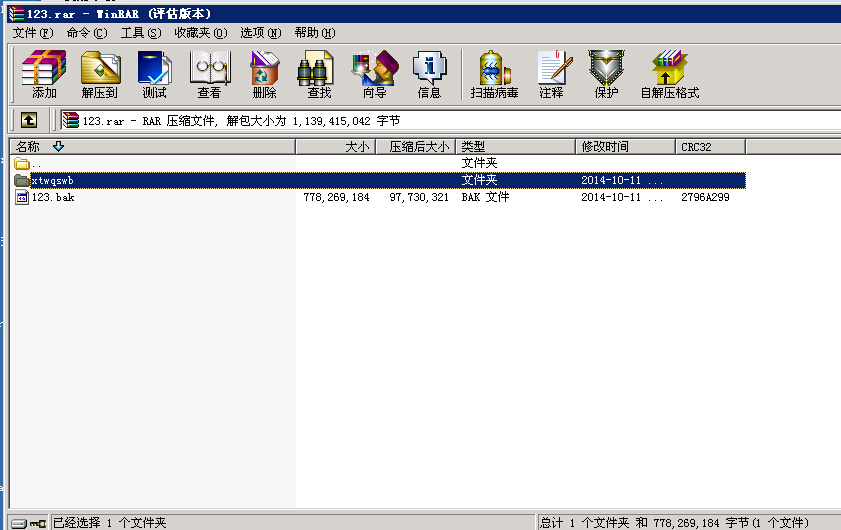 123.rar - WinRAR (评估版本)
文件(F) 命令(C) 工具(S) 收藏夹(O) 选项(N) 帮助(H)
添加 解压到 测试 查看 删除 查找 向导 信息 扫描病毒 注释 保护 自解压格式
123.rar - RAR 压缩文件, 解包大小为 1,139,415,042 字节
名称 大小 压缩后大小 类型 修改时间 CRC32
.. 文件夹
xtwgswb 文件夹 2014-10-11 ...
123.bak 778,269,184 97,730,321 BAK 文件 2014-10-11 ... 2796A299
已经选择 1 个文件夹 总计 1 个文件夹 和 778,269,184 字节(1 个文件)